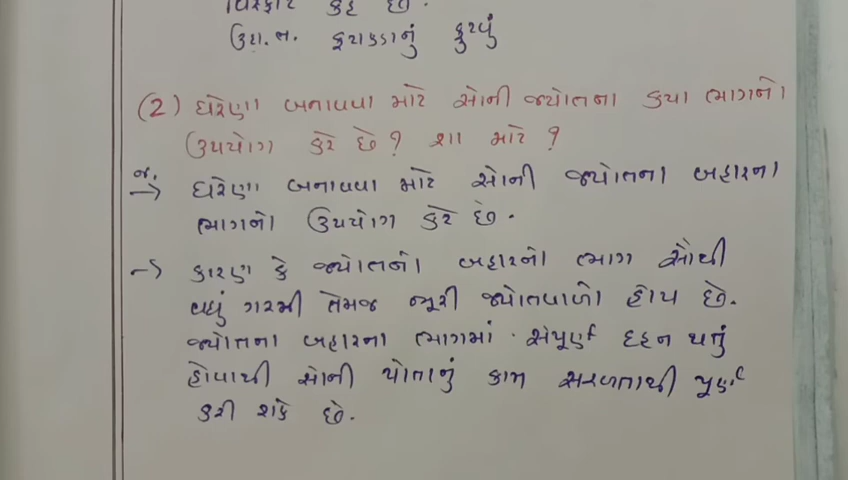 વિસ્ફોટ કહે છે.
ઉદા.ત. ફટાકડાનું ફુટવું
(2) ઘરેણા બનાવવા માટે સોની જ્યોતના કયા ભાગનો
ઉપયોગ કરે છે? શા માટે?
જ.
→ ઘરેણા બનાવવા માટે સોની જ્યોતના બહારના
ભાગનો ઉપયોગ કરે છે.
→ કારણ કે જ્યોતનો બહારનો ભાગ સૌથી
વધું ગરમી તેમજ ભૂરી જ્યોતવાળો હોય છે.
જ્યોતના બહારના ભાગમાં સંપૂર્ણ દહન થતું
હોવાથી સોની પોતાનું કામ સરળતાથી પૂર્ણ
કરી શકે છે.